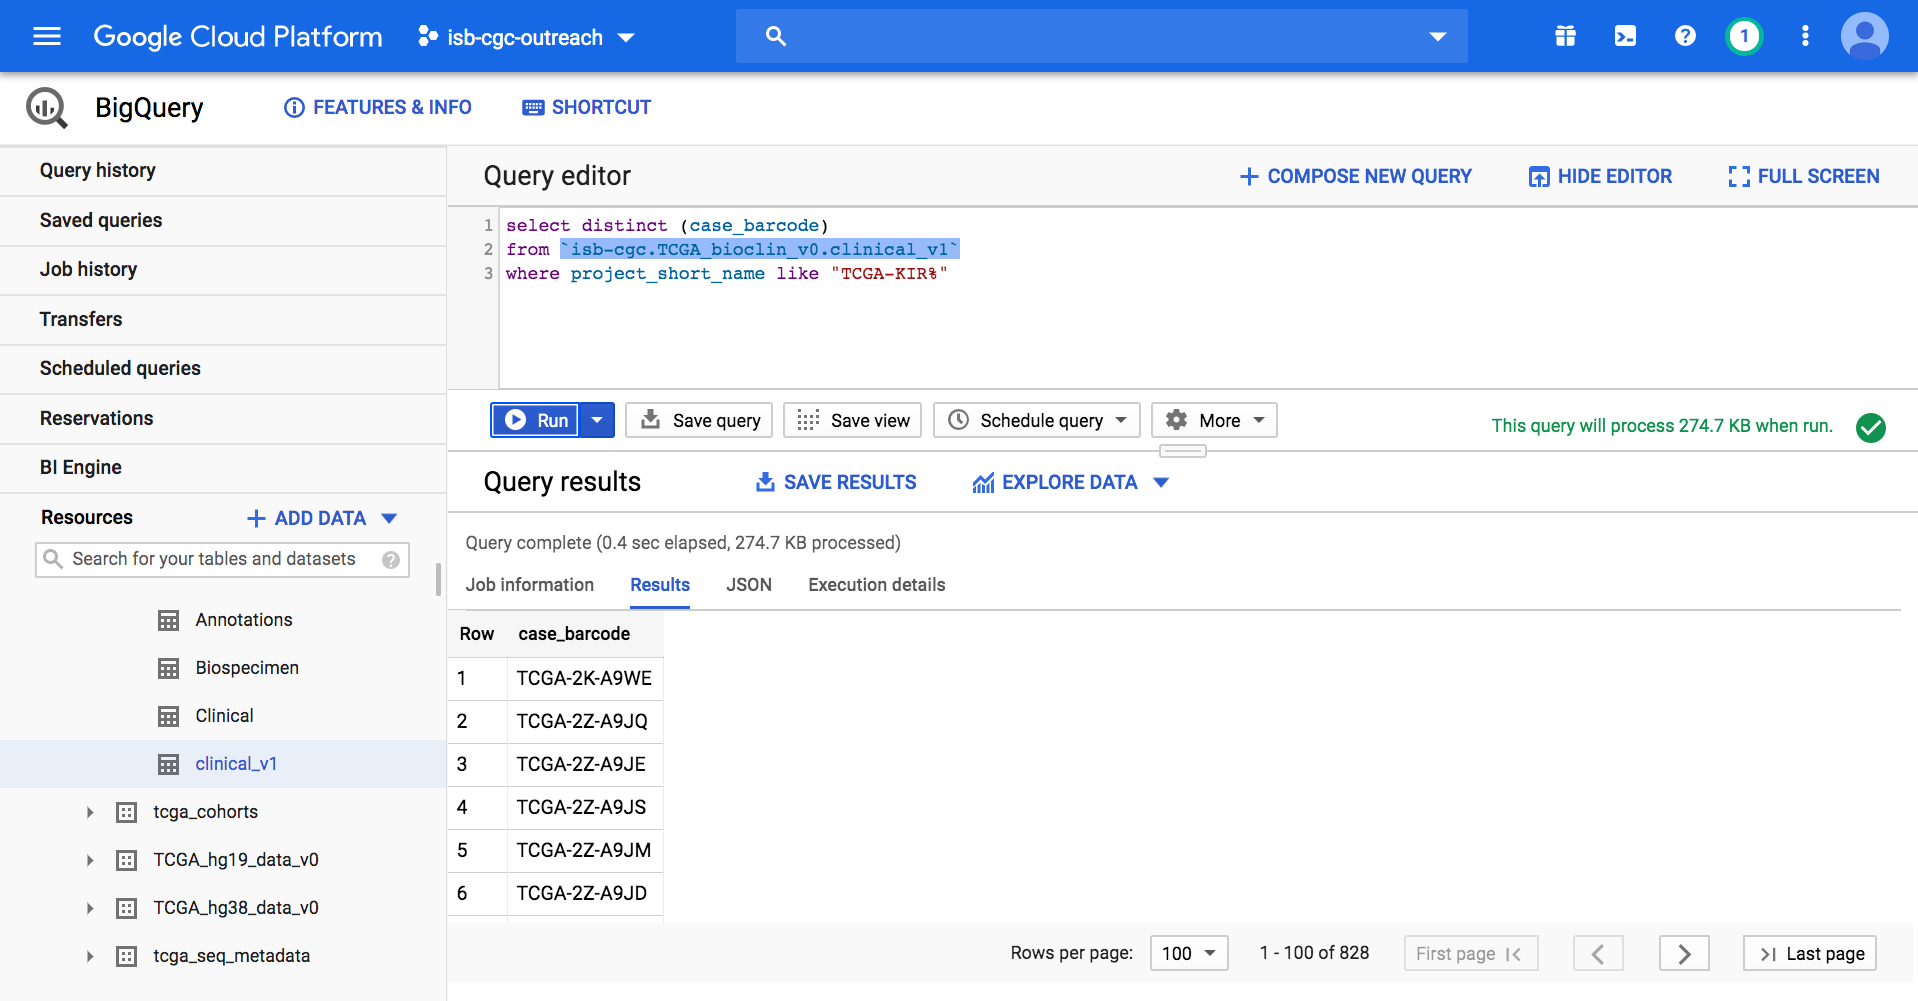 Google Cloud Platform isb-cgc-outreach 1
BigQuery FEATURES & INFO SHORTCUT
Query history
Saved queries
Job history
Transfers
Scheduled queries
Reservations
BI Engine
Resources ADD DATA
Search for your tables and datasets
Annotations
Biospecimen
Clinical
clinical_v1
tcga_cohorts
TCGA_hg19_data_v0
TCGA_hg38_data_v0
tcga_seq_metadata
Query editor COMPOSE NEW QUERY HIDE EDITOR FULL SCREEN
1 select distinct (case_barcode)
2 from `isb-cgc.TCGA_bioclin_v0.clinical_v1`
3 where project_short_name like "TCGA-KIR%"
Run Save query Save view Schedule query More This query will process 274.7 KB when run.
Query results SAVE RESULTS EXPLORE DATA
Query complete (0.4 sec elapsed, 274.7 KB processed)
Job information Results JSON Execution details
Row case_barcode
1 TCGA-2K-A9WE
2 TCGA-2Z-A9JQ
3 TCGA-2Z-A9JE
4 TCGA-2Z-A9JS
5 TCGA-2Z-A9JM
6 TCGA-2Z-A9JD
Rows per page: 100 1 - 100 of 828 First page Last page